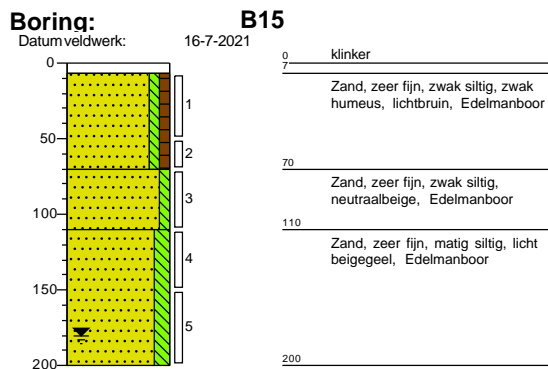 Boring: B15
Datum veldwerk: 16-7-2021
0
50
100
150
200
1
2
3
4
5
0 klinker
7
Zand, zeer fijn, zwak siltig, zwak
humeus, lichtbruin, Edelmanboor
70
Zand, zeer fijn, zwak siltig,
neutraalbeige, Edelmanboor
110
Zand, zeer fijn, matig siltig, licht
beigegeel, Edelmanboor
200